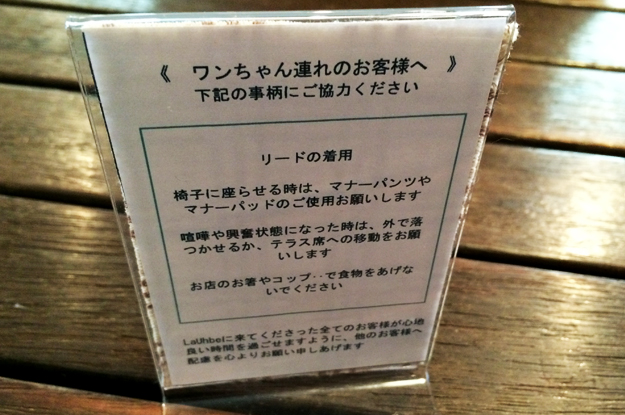 《 ワンちゃん連れのお客様へ 》
下記の事柄にご協力ください
リードの着用
椅子に座らせる時は、マナーパンツや
マナーパッドのご使用お願いします
喧嘩や興奮状態になった時は、外で落
つかせるか、テラス席への移動をお願
いします
お店のお箸やコップ‥で食物をあげな
いでください
LaUhbeに来てくださった全てのお客様が心地
良い時間を過ごせますように、他のお客様へ
配慮を心よりお願い申しあげます